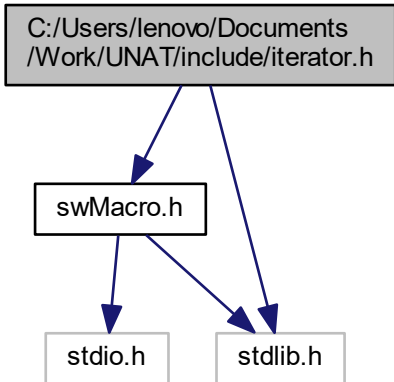 C:/Users/lenovo/Documents
/Work/UNAT/include/iterator.h
swMacro.h
stdio.h
stdlib.h